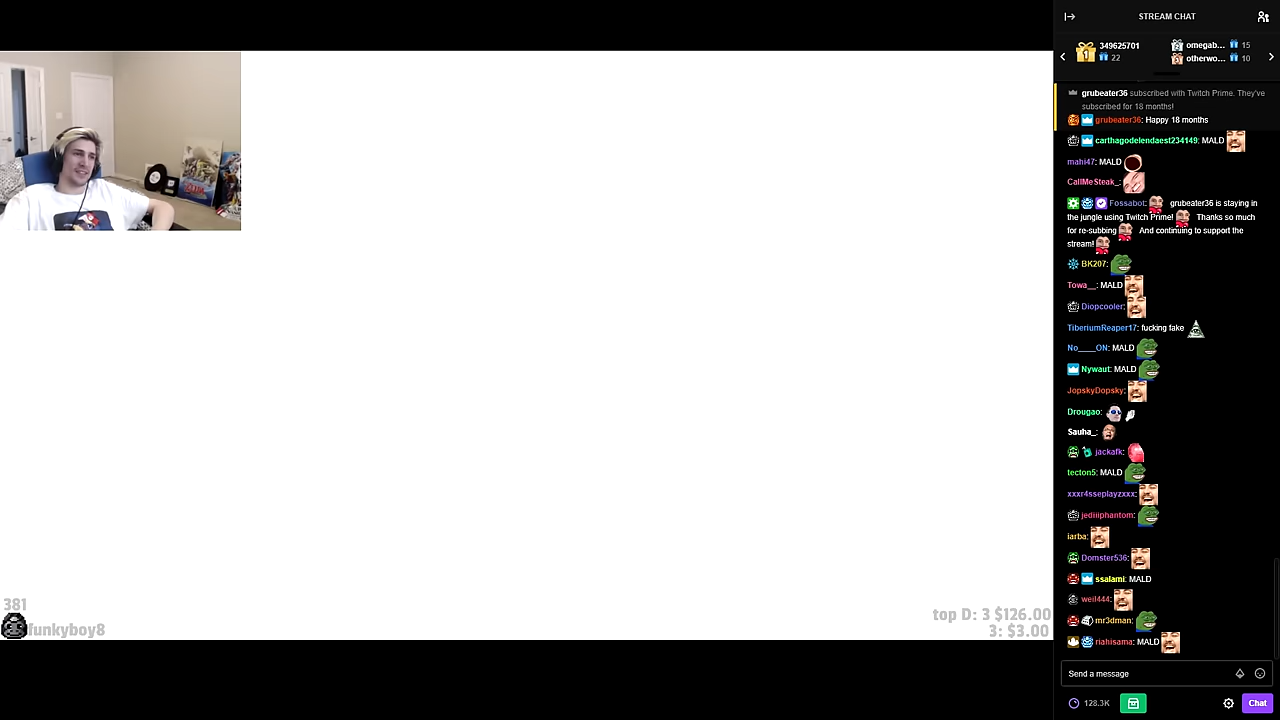 STREAM CHAT
349625701
22
omegab... 15
otherwo... 10
grubeater36 subscribed with Twitch Prime. They've
subscribed for 18 months!
grubeater36: Happy 18 months
carthagodelendaest234149: MALD
mahi47: MALD
CallMeSteak_:
Fossabot: grubeater36 is staying in
the jungle using Twitch Prime! Thanks so much
for re-subbing And continuing to support the
stream!
BK207:
Towa__: MALD
Diopcooler:
TiberiumReaper17: fucking fake
No____ON: MALD
Nywaut: MALD
JopskyDopsky:
Drougao:
Sauha_:
jackafk:
tecton5: MALD
xxxr4sseplayzxxx:
jediiiphantom:
iarba:
Domster536:
ssalami: MALD
weil444:
mr3dman:
riahisama: MALD
Send a message
128.3K
Chat
381
funkyboy8
top D: 3 $126.00
3: $3.00